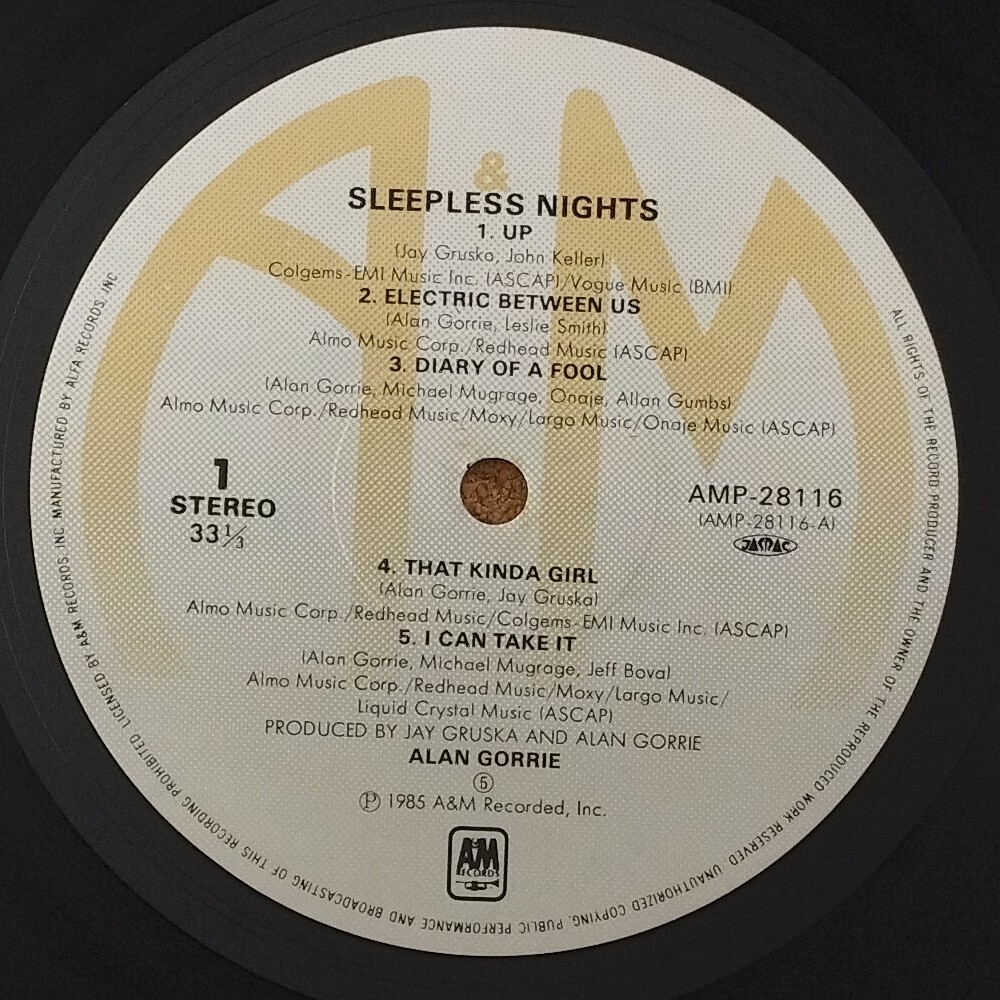 &
SLEEPLESS NIGHTS
1. UP
(Jay Gruska, John Keller)
Colgems-EMI Music Inc. (ASCAP)/Vogue Music (BMI)
2. ELECTRIC BETWEEN US
(Alan Gorrie, Leslie Smith)
Almo Music Corp./Redhead Music (ASCAP)
3. DIARY OF A FOOL
(Alan Gorrie, Michael Mugrage, Onaje, Allan Gumbs)
Almo Music Corp./Redhead Music/Moxy/Largo Music/Onaje Music (ASCAP)
1
STEREO
33 1/3
AMP-28116
(AMP-28116-A)
JASRAC
4. THAT KINDA GIRL
(Alan Gorrie, Jay Gruska)
Almo Music Corp./Redhead Music/Colgems-EMI Music Inc. (ASCAP)
5. I CAN TAKE IT
(Alan Gorrie, Michael Mugrage, Jeff Bova)
Almo Music Corp./Redhead Music/Moxy/Largo Music/
Liquid Crystal Music (ASCAP)
PRODUCED BY JAY GRUSKA AND ALAN GORRIE
ALAN GORRIE
⑤
Ⓟ 1985 A&M Recorded, Inc.
A&M
RECORDS
ALL RIGHTS OF THE RECORD PRODUCER AND THE OWNER OF THE REPRODUCED WORK RESERVED. UNAUTHORIZED COPYING, PUBLIC PERFORMANCE AND BROADCASTING OF THIS RECORDING PROHIBITED. LICENSED BY A&M RECORDS INC MANUFACTURED BY ALFA RECORDS, INC